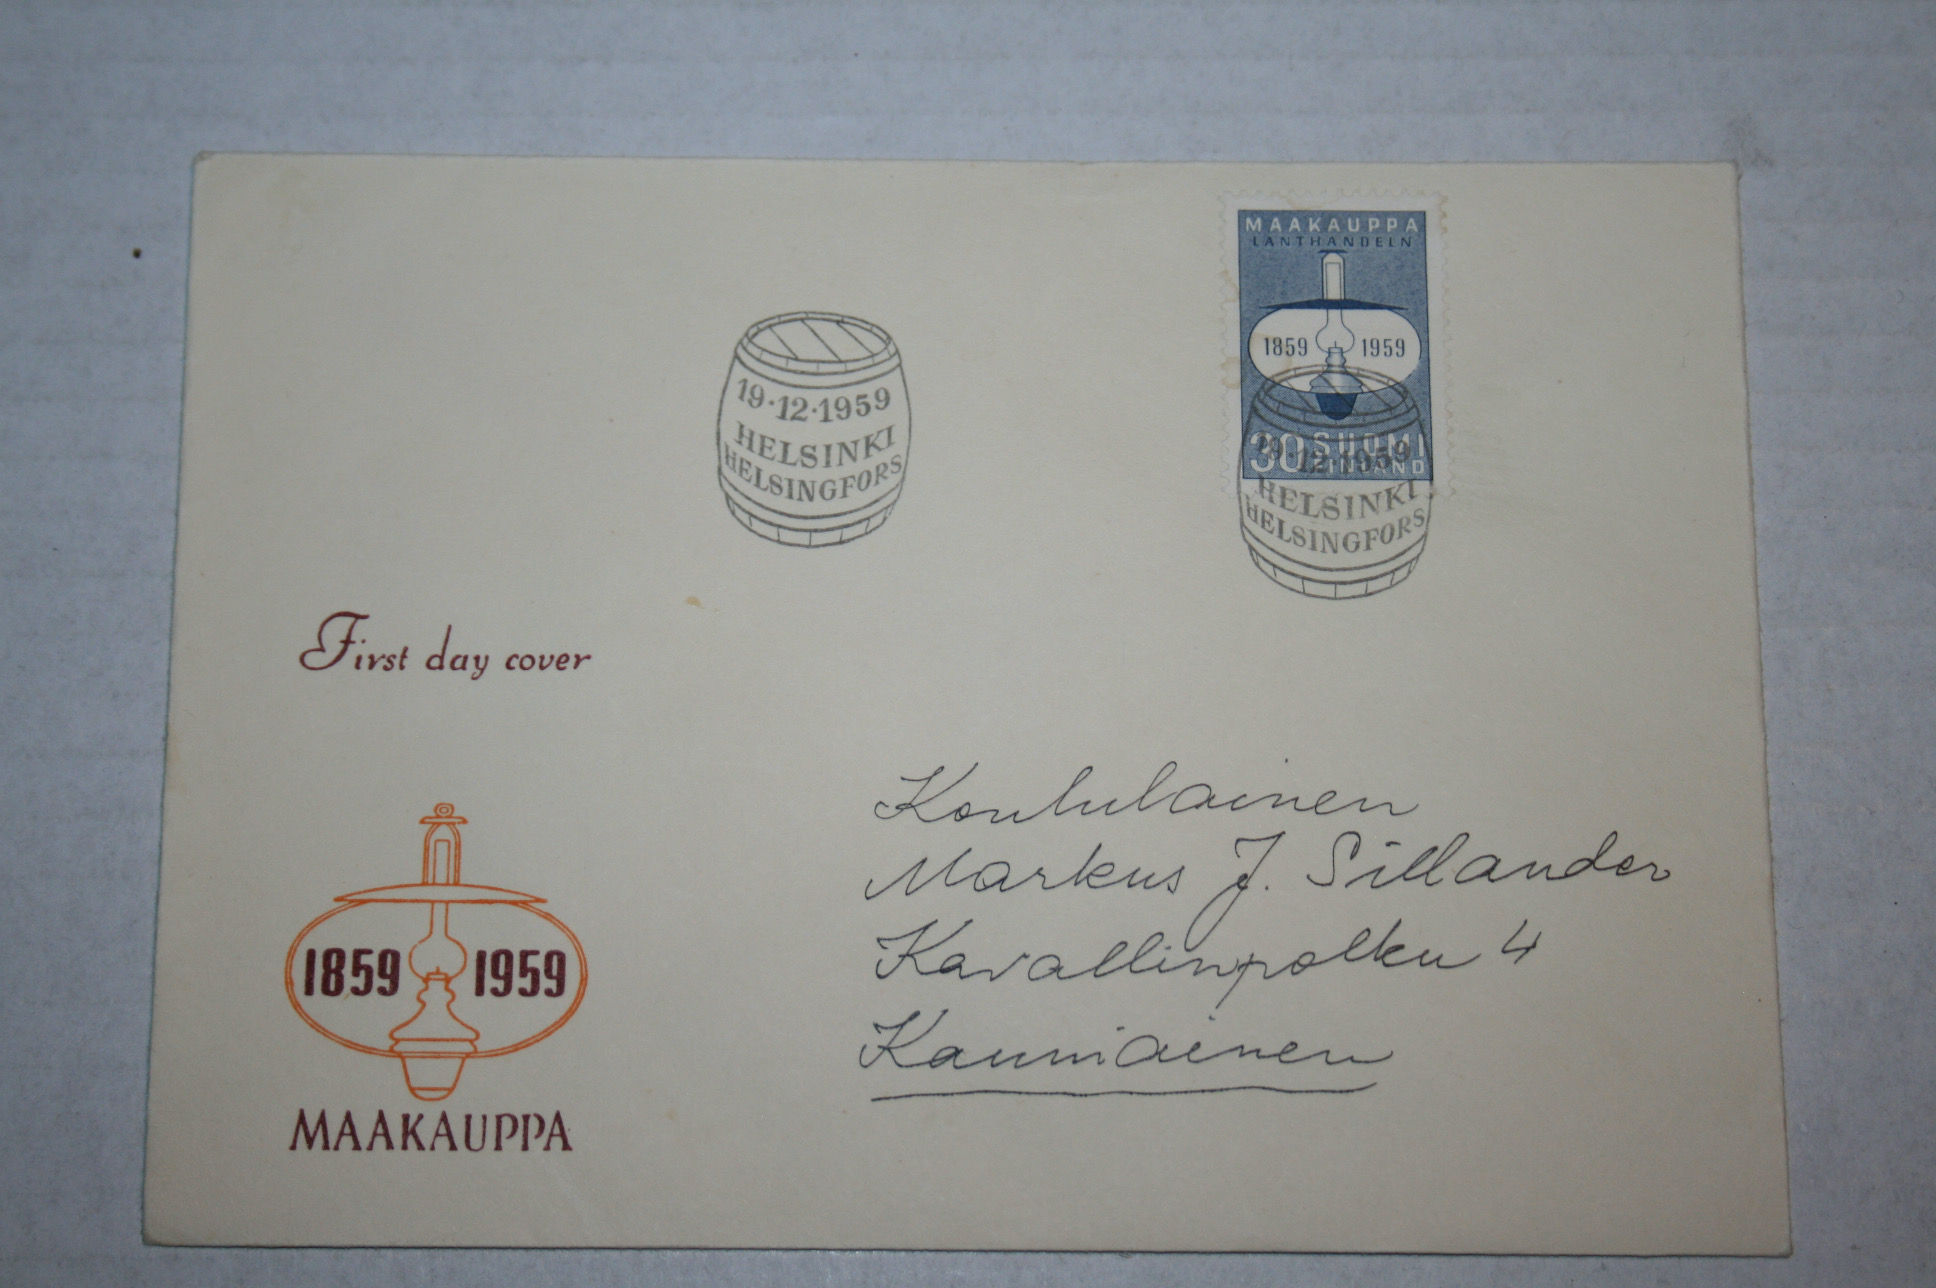 MAAKAUPPA
LANTHANDELN
1859 1959
30 SUOMI
FINLAND
19·12·1959
HELSINKI
HELSINGFORS
19·12·1959
HELSINKI
HELSINGFORS
First day cover
Koululainen
Markus J. Sillander
Kavallinpolku 4
Kauniainen
1859 1959
MAAKAUPPA